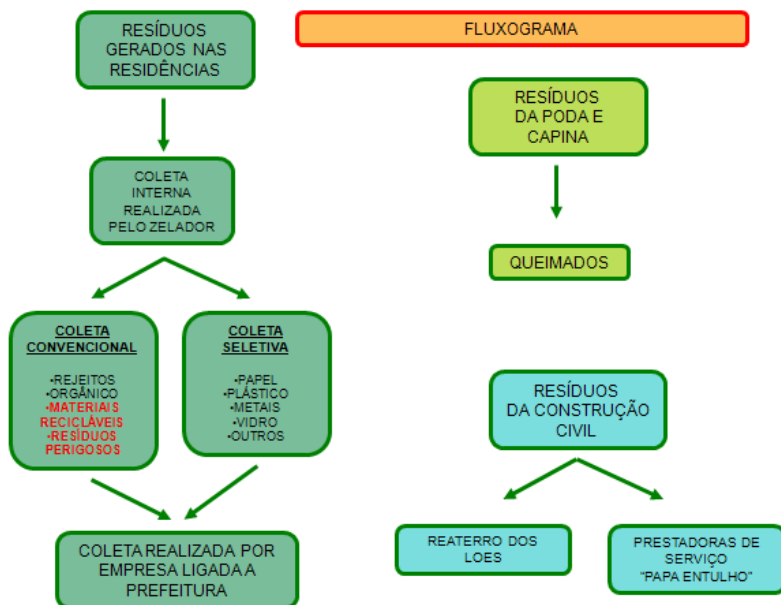 RESÍDUOS
GERADOS NAS
RESIDÊNCIAS
FLUXOGRAMA
RESÍDUOS
DA PODA E
CAPINA
COLETA
INTERNA
REALIZADA
PELO ZELADOR
QUEIMADOS
COLETA
CONVENCIONAL
•REJEITOS
•ORGÂNICO
•MATERIAIS
RECICLÁVEIS
•RESÍDUOS
PERIGOSOS
COLETA
SELETIVA
•PAPEL
•PLÁSTICO
•METAIS
•VIDRO
•OUTROS
RESÍDUOS
DA CONSTRUÇÃO
CIVIL
COLETA REALIZADA POR
EMPRESA LIGADA A
PREFEITURA
REATERRO DOS
LOES
PRESTADORAS DE
SERVIÇO
“PAPA ENTULHO”